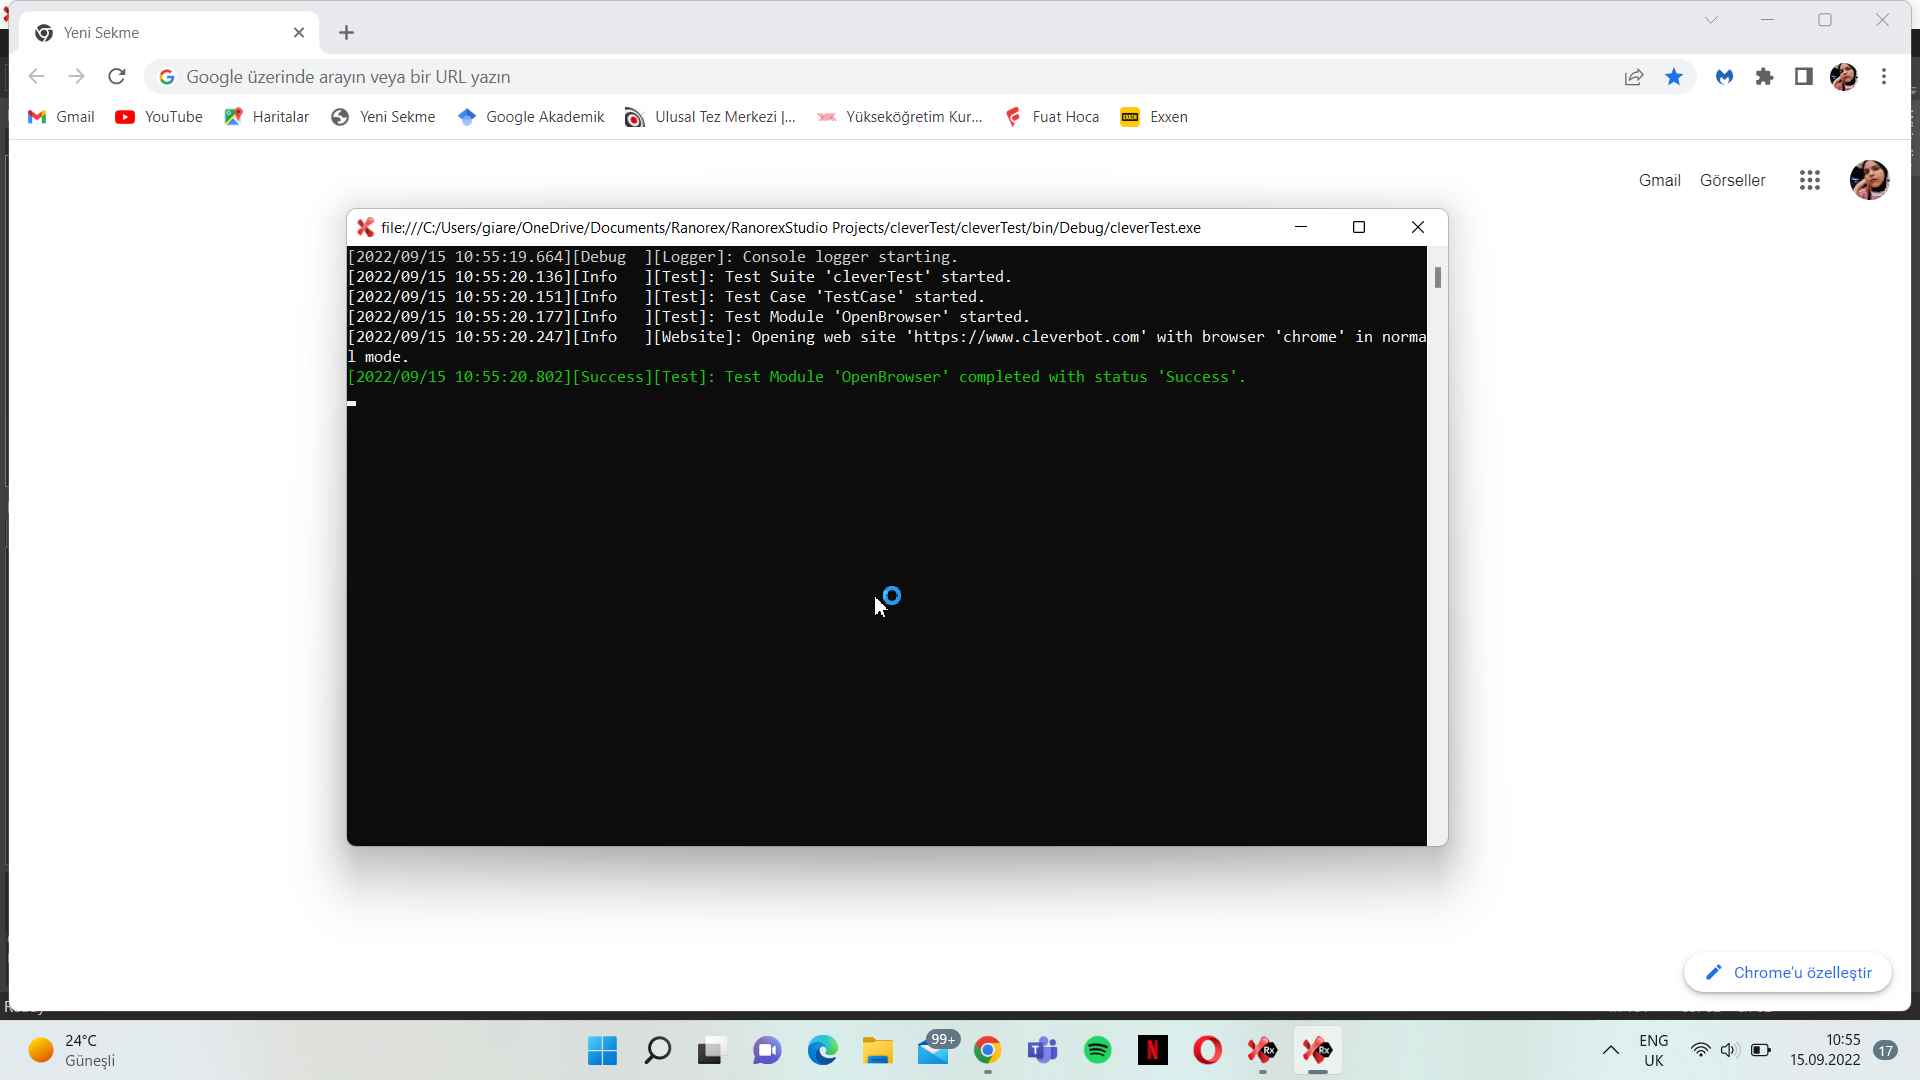 Yeni Sekme
Google üzerinde arayın veya bir URL yazın
Gmail
YouTube
Haritalar
Yeni Sekme
Google Akademik
Ulusal Tez Merkezi |...
Yükseköğretim Kur...
Fuat Hoca
EXXEN
Exxen
Gmail
Görseller
file:///C:/Users/giare/OneDrive/Documents/Ranorex/RanorexStudio Projects/cleverTest/cleverTest/bin/Debug/cleverTest.exe
[2022/09/15 10:55:19.664][Debug  ][Logger]: Console logger starting.
[2022/09/15 10:55:20.136][Info   ][Test]: Test Suite 'cleverTest' started.
[2022/09/15 10:55:20.151][Info   ][Test]: Test Case 'TestCase' started.
[2022/09/15 10:55:20.177][Info   ][Test]: Test Module 'OpenBrowser' started.
[2022/09/15 10:55:20.247][Info   ][Website]: Opening web site 'https://www.cleverbot.com' with browser 'chrome' in norma
l mode.
[2022/09/15 10:55:20.802][Success][Test]: Test Module 'OpenBrowser' completed with status 'Success'.
Chrome'u özelleştir
24°C
Güneşli
99+
N
Rx
Rx
ENG
UK
10:55
15.09.2022
17